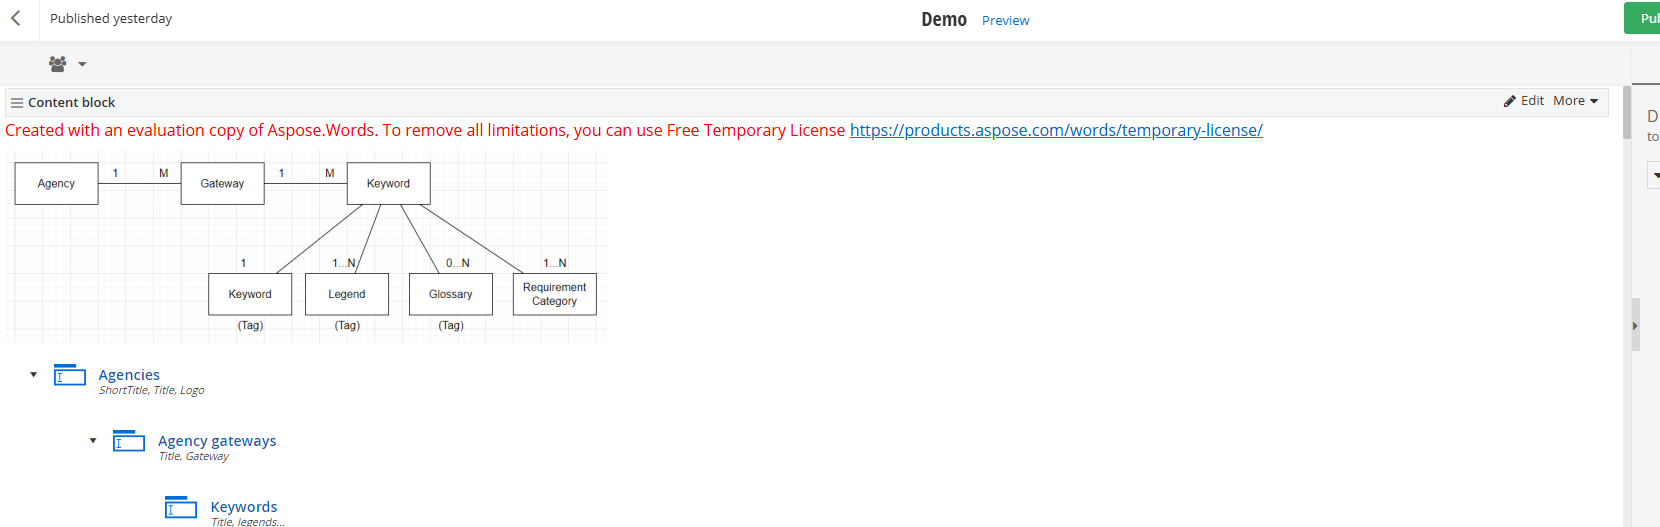 Published yesterday
Demo Preview
Content block
Edit More
Created with an evaluation copy of Aspose.Words. To remove all limitations, you can use Free Temporary License https://products.aspose.com/words/temporary-license/
Agency 1 M Gateway 1 M Keyword
1 1...N 0...N 1...N
Keyword Legend Glossary Requirement
Category
(Tag) (Tag) (Tag)
Agencies
ShortTitle, Title, Logo
Agency gateways
Title, Gateway
Keywords
Title, legends...
to